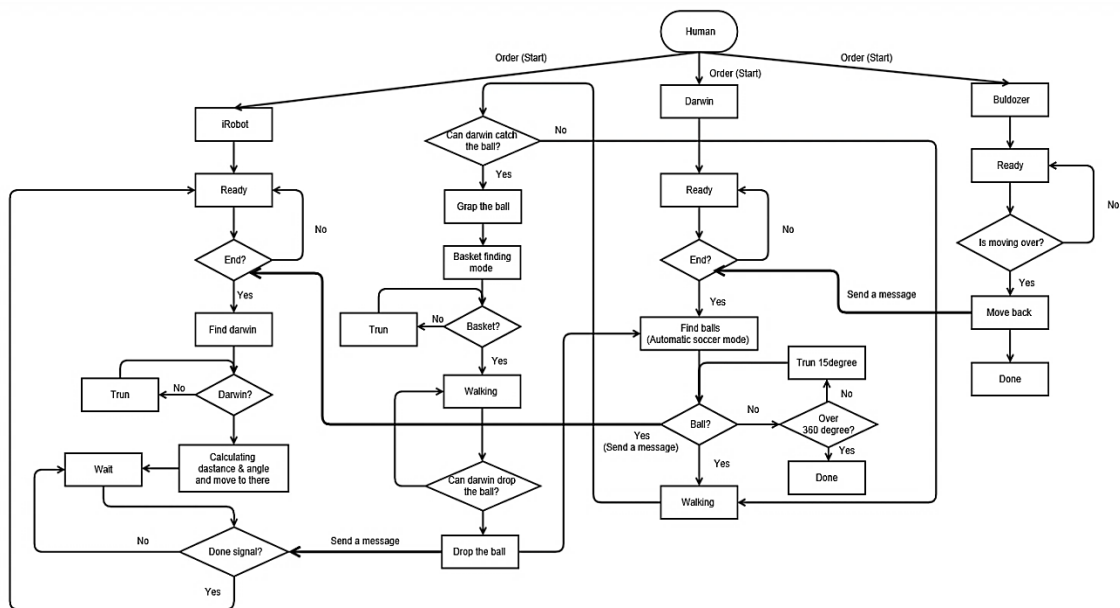 Human
Order (Start)
Order (Start)
Order (Start)
iRobot
Ready
No
End?
Yes
Find darwin
Trun
No
Darwin?
Calculating
dastance & angle
and move to there
Wait
No
Done signal?
Yes
Can darwin catch
the ball?
No
Yes
Grap the ball
Basket finding
mode
Trun
No
Basket?
Yes
Walking
Can darwin drop
the ball?
Send a message
Drop the ball
Darwin
Ready
No
End?
Yes
Find balls
(Automatic soccer mode)
Trun 15degree
No
Ball?
No
Over
360 degree?
Yes
(Send a message)
Yes
Yes
Done
Walking
Buldozer
Ready
No
Is moving over?
Yes
Send a message
Move back
Done